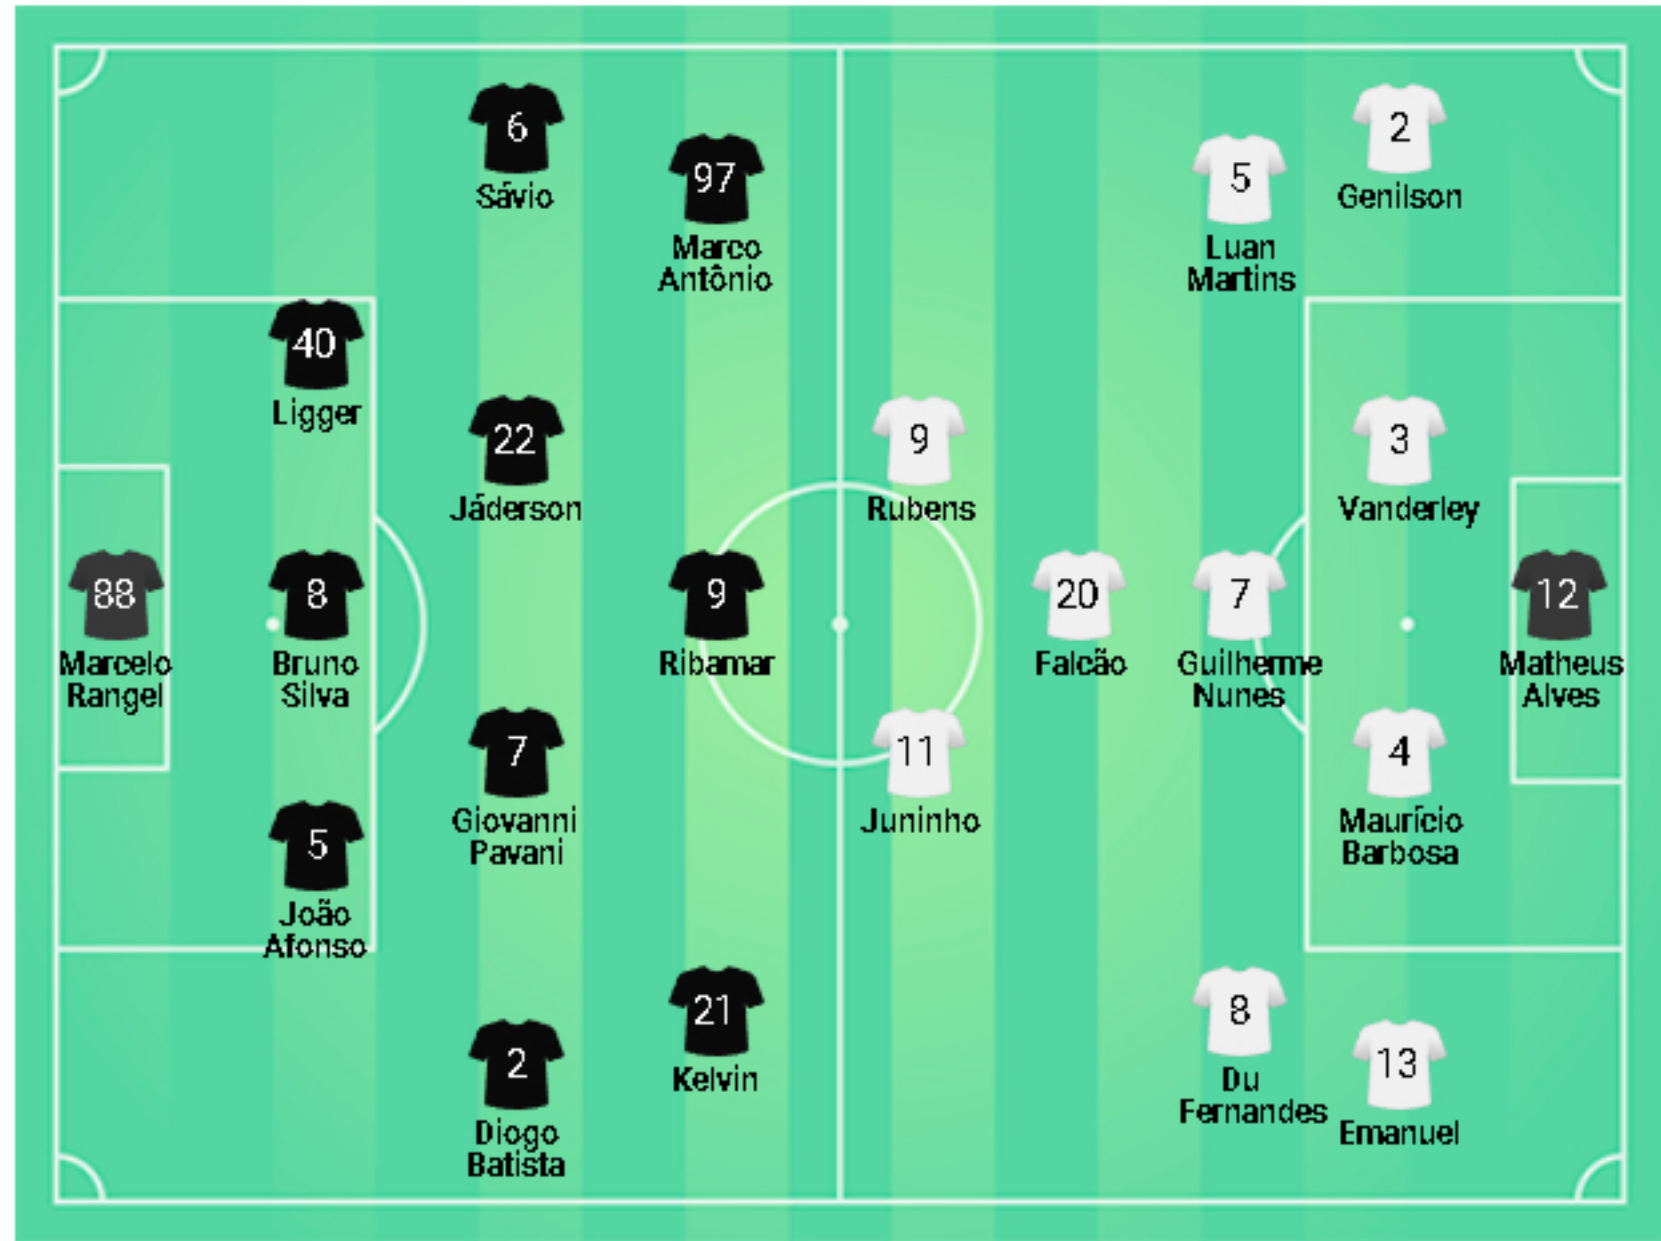 6
Sávio
97
Marco
Antônio
5
Luan
Martins
2
Genilson
40
Ligger
22
Jáderson
9
Rubens
3
Vanderley
88
Marcelo
Rangel
8
Bruno
Silva
9
Ribamar
20
Falcão
7
Guilherme
Nunes
12
Matheus
Alves
7
Giovanni
Pavani
11
Juninho
4
Maurício
Barbosa
5
João
Afonso
2
Diogo
Batista
21
Kelvin
8
Du
Fernandes
13
Emanuel